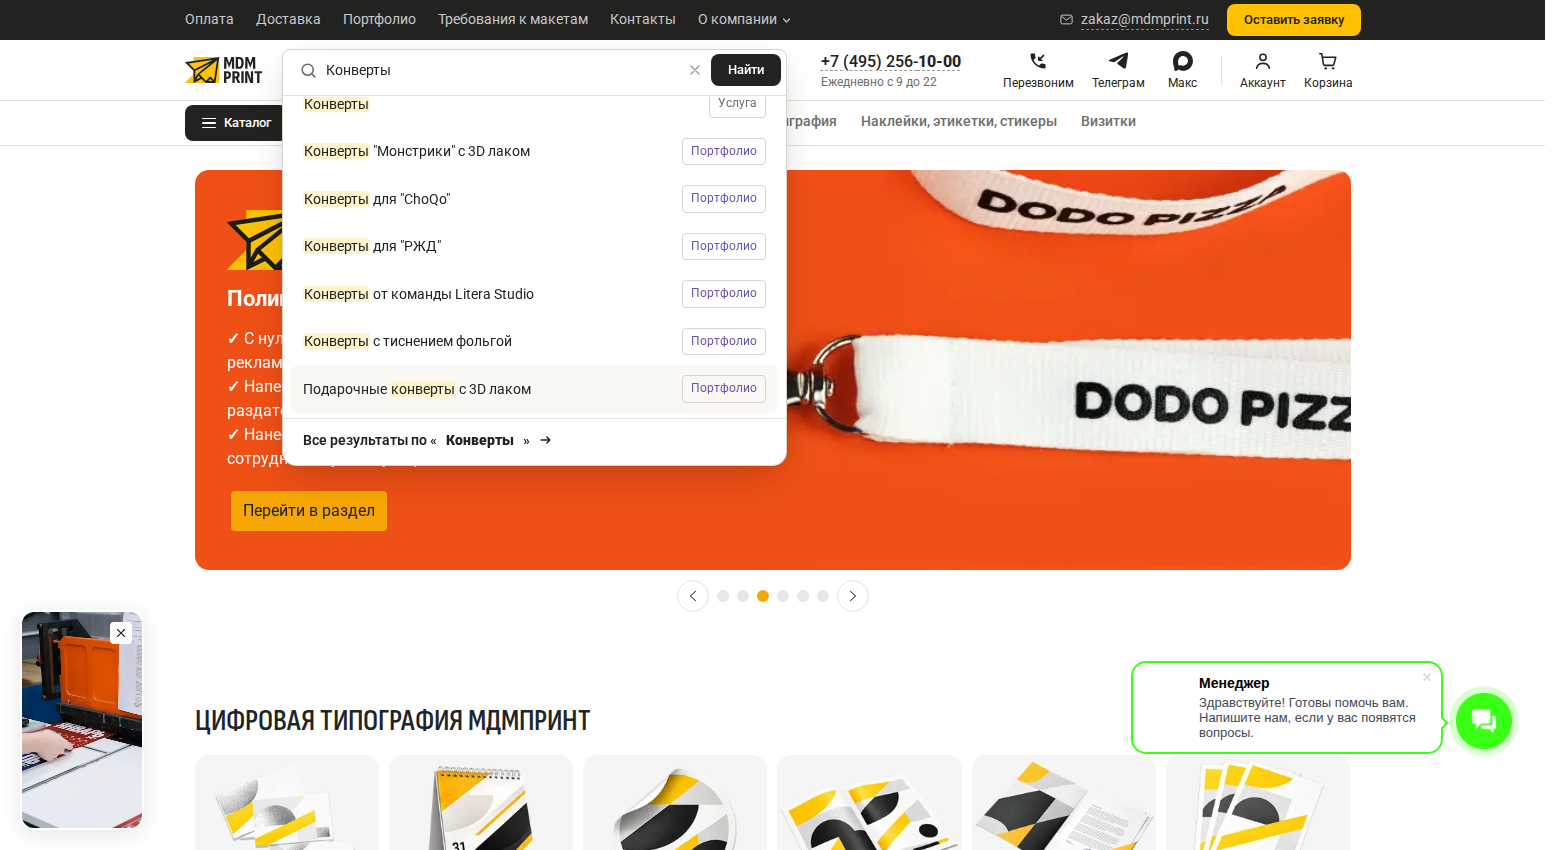 Оплата Доставка Портфолио Требования к макетам Контакты О компании zakaz@mdmprint.ru Оставить заявку
MDM PRINT
Конверты Найти
+7 (495) 256-10-00
Ежедневно с 9 до 22
Перезвоним Телеграм Макс Аккаунт Корзина
Каталог
Наклейки, этикетки, стикеры Визитки
Конверты Услуга
Конверты "Монстрики" с 3D лаком Портфолио
Конверты для "ChoQo" Портфолио
Конверты для "РЖД" Портфолио
Конверты от команды Litera Studio Портфолио
Конверты с тиснением фольгой Портфолио
Подарочные конверты с 3D лаком Портфолио
Все результаты по « Конверты »
✓ С
DODO PIZZ
DODO PIZZ
Перейти в раздел
Менеджер
Здравствуйте! Готовы помочь вам.
Напишите нам, если у вас появятся
вопросы.
ЦИФРОВАЯ ТИПОГРАФИЯ МДМПРИНТ
31